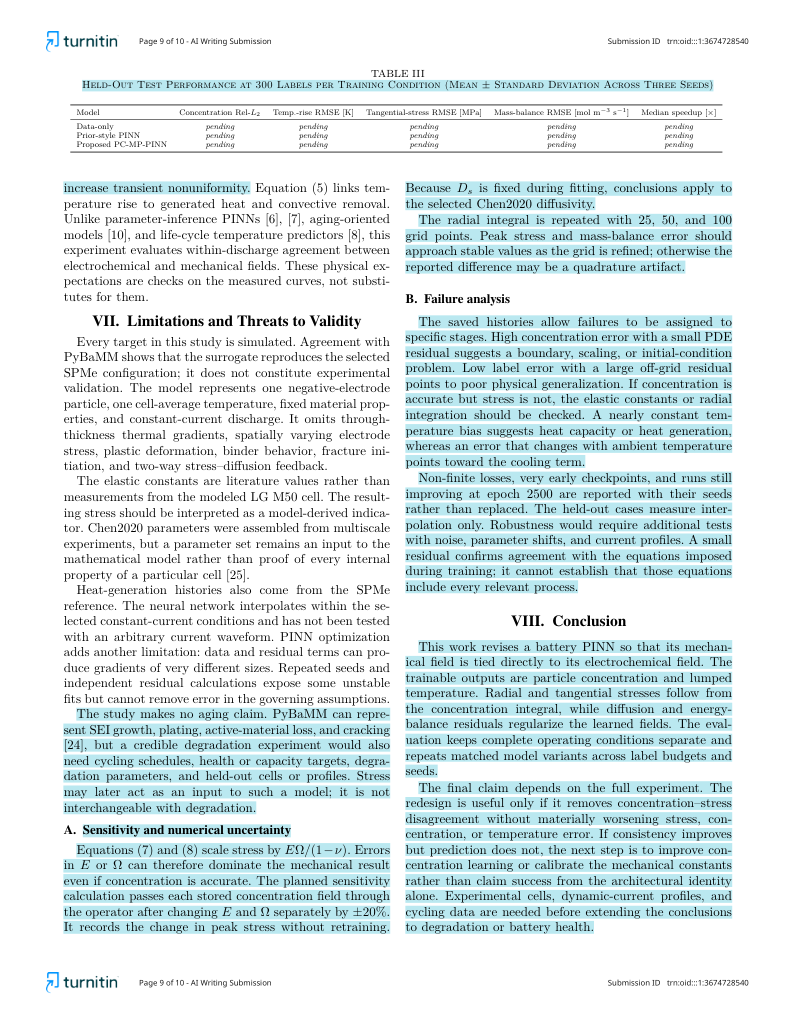 turnitin Page 9 of 10 - AI Writing Submission Submission ID trn:oid:::1:3674728540
TABLE III
Held-Out Test Performance at 300 Labels per Training Condition (Mean ± Standard Deviation Across Three Seeds)
Model Concentration Rel-L2 Temp.-rise RMSE [K] Tangential-stress RMSE [MPa] Mass-balance RMSE [mol m−3 s−1] Median speedup [×]
Data-only pending pending pending pending pending
Prior-style PINN pending pending pending pending pending
Proposed PC-MP-PINN pending pending pending pending pending
increase transient nonuniformity. Equation (5) links tem-
perature rise to generated heat and convective removal.
Unlike parameter-inference PINNs [6], [7], aging-oriented
models [10], and life-cycle temperature predictors [8], this
experiment evaluates within-discharge agreement between
electrochemical and mechanical fields. These physical ex-
pectations are checks on the measured curves, not substi-
tutes for them.
VII. Limitations and Threats to Validity
Every target in this study is simulated. Agreement with
PyBaMM shows that the surrogate reproduces the selected
SPMe configuration; it does not constitute experimental
validation. The model represents one negative-electrode
particle, one cell-average temperature, fixed material prop-
erties, and constant-current discharge. It omits through-
thickness thermal gradients, spatially varying electrode
stress, plastic deformation, binder behavior, fracture ini-
tiation, and two-way stress–diffusion feedback.
The elastic constants are literature values rather than
measurements from the modeled LG M50 cell. The result-
ing stress should be interpreted as a model-derived indica-
tor. Chen2020 parameters were assembled from multiscale
experiments, but a parameter set remains an input to the
mathematical model rather than proof of every internal
property of a particular cell [25].
Heat-generation histories also come from the SPMe
reference. The neural network interpolates within the se-
lected constant-current conditions and has not been tested
with an arbitrary current waveform. PINN optimization
adds another limitation: data and residual terms can pro-
duce gradients of very different sizes. Repeated seeds and
independent residual calculations expose some unstable
fits but cannot remove error in the governing assumptions.
The study makes no aging claim. PyBaMM can repre-
sent SEI growth, plating, active-material loss, and cracking
[24], but a credible degradation experiment would also
need cycling schedules, health or capacity targets, degra-
dation parameters, and held-out cells or profiles. Stress
may later act as an input to such a model; it is not
interchangeable with degradation.
A. Sensitivity and numerical uncertainty
Equations (7) and (8) scale stress by EΩ/(1−ν). Errors
in E or Ω can therefore dominate the mechanical result
even if concentration is accurate. The planned sensitivity
calculation passes each stored concentration field through
the operator after changing E and Ω separately by ±20%.
It records the change in peak stress without retraining.
Because Ds is fixed during fitting, conclusions apply to
the selected Chen2020 diffusivity.
The radial integral is repeated with 25, 50, and 100
grid points. Peak stress and mass-balance error should
approach stable values as the grid is refined; otherwise the
reported difference may be a quadrature artifact.
B. Failure analysis
The saved histories allow failures to be assigned to
specific stages. High concentration error with a small PDE
residual suggests a boundary, scaling, or initial-condition
problem. Low label error with a large off-grid residual
points to poor physical generalization. If concentration is
accurate but stress is not, the elastic constants or radial
integration should be checked. A nearly constant tem-
perature bias suggests heat capacity or heat generation,
whereas an error that changes with ambient temperature
points toward the cooling term.
Non-finite losses, very early checkpoints, and runs still
improving at epoch 2500 are reported with their seeds
rather than replaced. The held-out cases measure inter-
polation only. Robustness would require additional tests
with noise, parameter shifts, and current profiles. A small
residual confirms agreement with the equations imposed
during training; it cannot establish that those equations
include every relevant process.
VIII. Conclusion
This work revises a battery PINN so that its mechan-
ical field is tied directly to its electrochemical field. The
trainable outputs are particle concentration and lumped
temperature. Radial and tangential stresses follow from
the concentration integral, while diffusion and energy-
balance residuals regularize the learned fields. The eval-
uation keeps complete operating conditions separate and
repeats matched model variants across label budgets and
seeds.
The final claim depends on the full experiment. The
redesign is useful only if it removes concentration–stress
disagreement without materially worsening stress, con-
centration, or temperature error. If consistency improves
but prediction does not, the next step is to improve con-
centration learning or calibrate the mechanical constants
rather than claim success from the architectural identity
alone. Experimental cells, dynamic-current profiles, and
cycling data are needed before extending the conclusions
to degradation or battery health.
turnitin Page 9 of 10 - AI Writing Submission Submission ID trn:oid:::1:3674728540